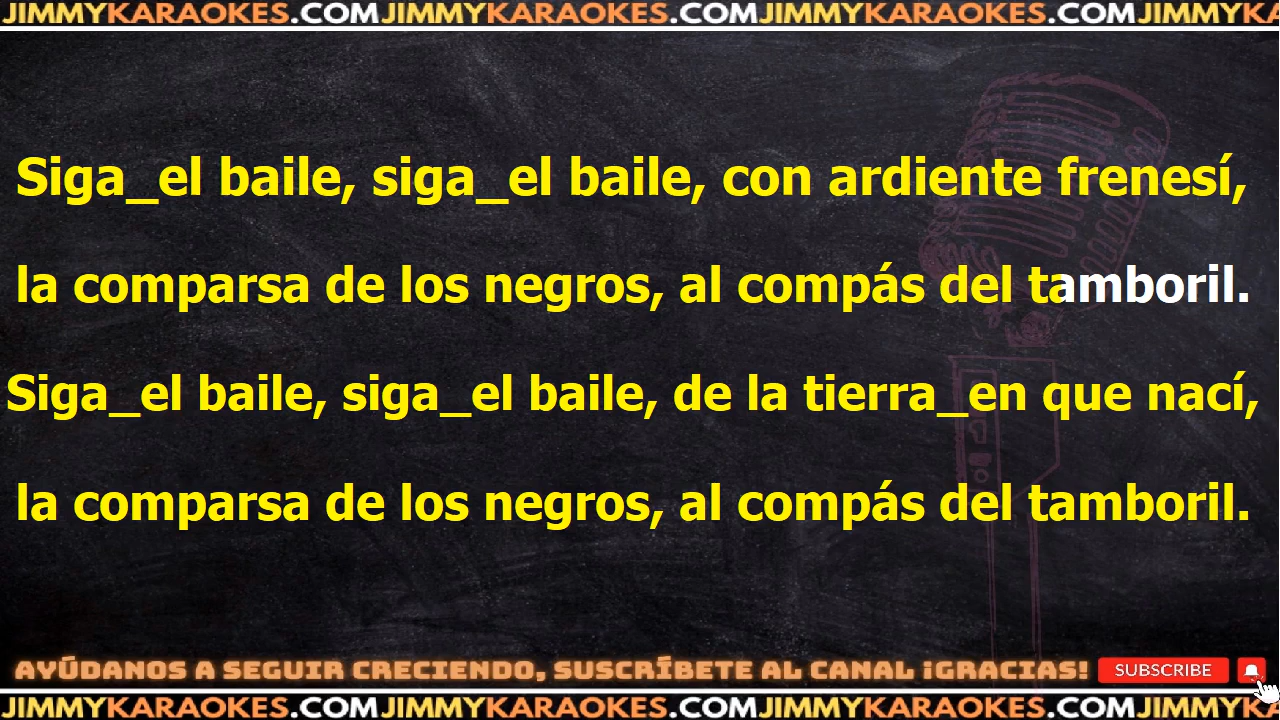 JIMMYKARAOKES.COMJIMMYKARAOKES.COMJIMMYKARAOKES.COMJIMMYKA
Siga_el baile, siga_el baile, con ardiente frenesí,
la comparsa de los negros, al compás del tamboril.
Siga_el baile, siga_el baile, de la tierra_en que nací,
la comparsa de los negros, al compás del tamboril.
AYÚDANOS A SEGUIR CRECIENDO, SUSCRÍBETE AL CANAL ¡GRACIAS! SUBSCRIBE
JIMMYKARAOKES.COMJIMMYKARAOKES.COMJIMMYKARAOKES.COMJIMMYKA